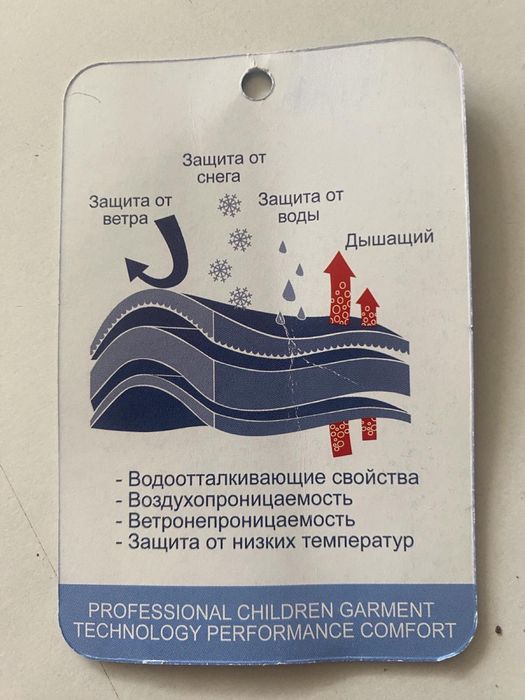 Защита от
снега
Защита от
ветра
Защита от
воды
Дышащий
- Водоотталкивающие свойства
- Воздухопроницаемость
- Ветронепроницаемость
- Защита от низких температур
PROFESSIONAL CHILDREN GARMENT
TECHNOLOGY PERFORMANCE COMFORT